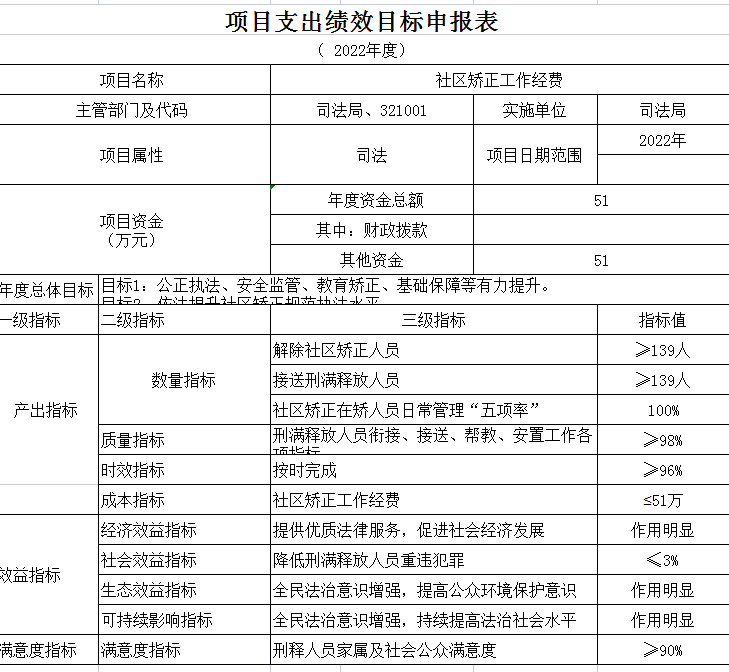 项目支出绩效目标申报表
（ 2022年度）
项目名称 社区矫正工作经费
主管部门及代码 司法局、321001 实施单位 司法局
项目属性 司法 项目日期范围 2022年
项目资金
（万元） 年度资金总额 51
其中：财政拨款
其他资金 51
年度总体目标 目标1：公正执法、安全监管、教育矫正、基础保障等有力提升。
目标2：依法提升社区矫正规范执法水平
一级指标 二级指标 三级指标 指标值
产出指标 数量指标 解除社区矫正人员 ≥139人
接送刑满释放人员 ≥139人
社区矫正在矫人员日常管理“五项率” 100%
质量指标 刑满释放人员衔接、接送、帮教、安置工作各
项指标 ≥98%
时效指标 按时完成 ≥96%
成本指标 社区矫正工作经费 ≤51万
效益指标 经济效益指标 提供优质法律服务，促进社会经济发展 作用明显
社会效益指标 降低刑满释放人员重违犯罪 ≤3%
生态效益指标 全民法治意识增强，提高公众环境保护意识 作用明显
可持续影响指标 全民法治意识增强，持续提高法治社会水平 作用明显
满意度指标 满意度指标 刑释人员家属及社会公众满意度 ≥90%